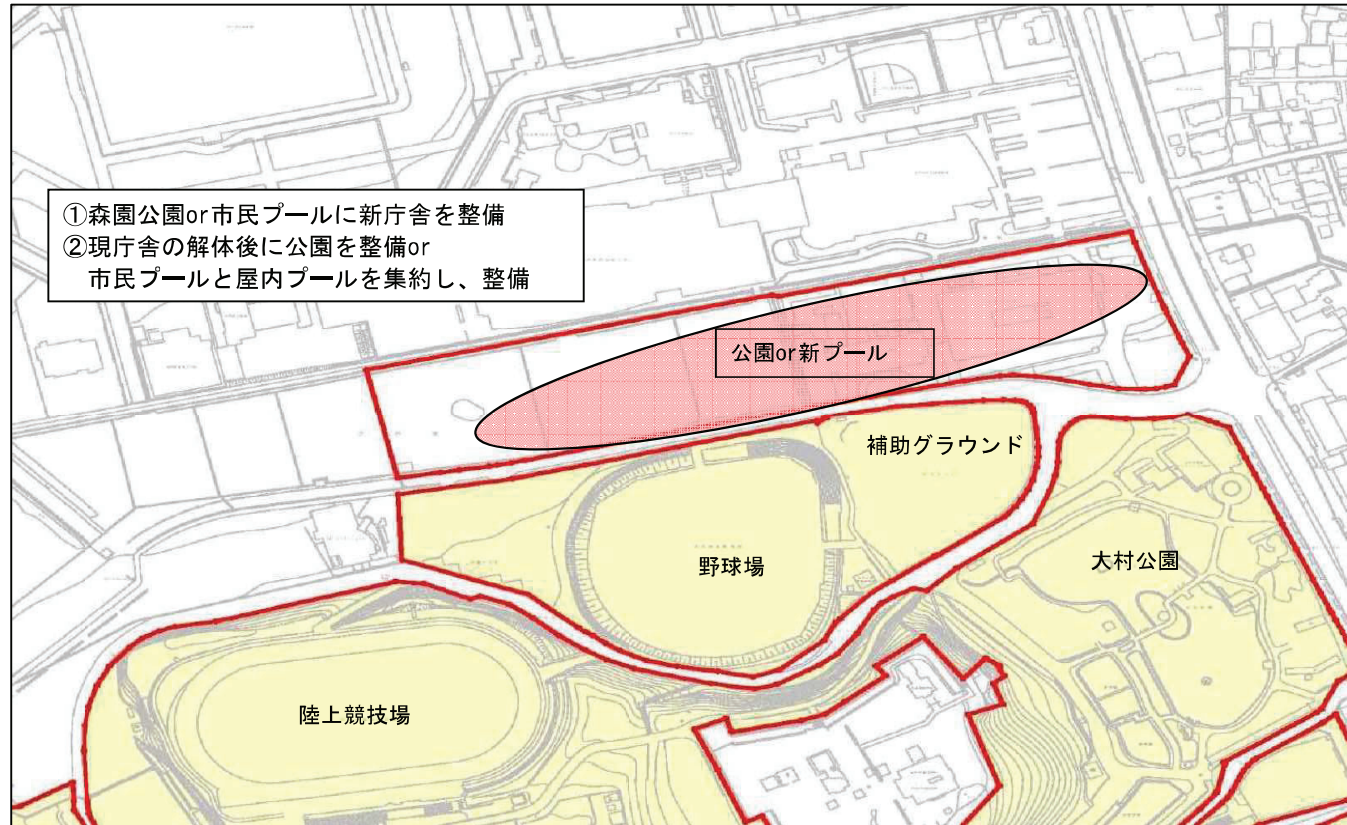 ①森園公園or市民プールに新庁舎を整備
②現庁舎の解体後に公園を整備or
市民プールと屋内プールを集約し、整備
公園or新プール
補助グラウンド
野球場
大村公園
陸上競技場